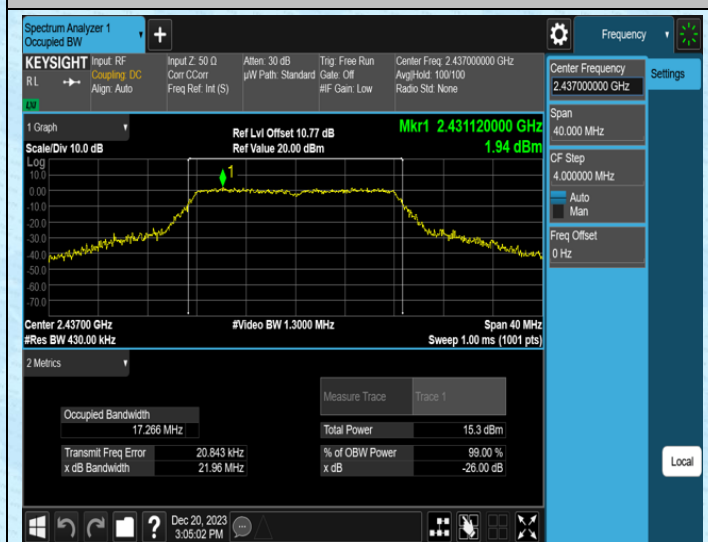 Spectrum Analyzer 1
Occupied BW
Frequency
KEYSIGHT
RL
LXI
Input: RF
Coupling: DC
Align: Auto
Input Z: 50 Ω
Corr CCorr
Freq Ref: Int (S)
Atten: 30 dB
µW Path: Standard
Trig: Free Run
Gate: Off
#IF Gain: Low
Center Freq: 2.437000000 GHz
Avg|Hold: 100/100
Radio Std: None
1 Graph
Scale/Div 10.0 dB
Ref Lvl Offset 10.77 dB
Ref Value 20.00 dBm
Mkr1 2.431120000 GHz
1.94 dBm
Log
10.0
0.00
-10.0
-20.0
-30.0
-40.0
-50.0
-60.0
-70.0
1
Center 2.43700 GHz
#Res BW 430.00 kHz
#Video BW 1.3000 MHz
Span 40 MHz
Sweep 1.00 ms (1001 pts)
2 Metrics
Measure Trace Trace 1
Occupied Bandwidth
17.266 MHz
Total Power 15.3 dBm
Transmit Freq Error 20.843 kHz
x dB Bandwidth 21.96 MHz
% of OBW Power 99.00 %
x dB -26.00 dB
Center Frequency
2.437000000 GHz
Settings
Span
40.000 MHz
CF Step
4.000000 MHz
Auto
Man
Freq Offset
0 Hz
Local
?
Dec 20, 2023
3:05:02 PM